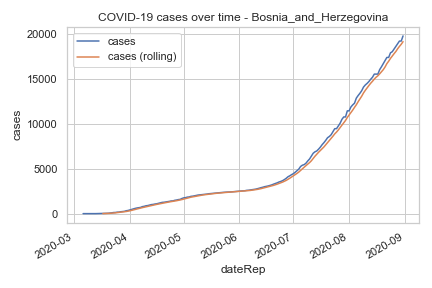 COVID-19 cases over time - Bosnia_and_Herzegovina
cases
cases (rolling)
20000
15000
10000
5000
0
cases
2020-03
2020-04
2020-05
2020-06
2020-07
2020-08
2020-09
dateRep